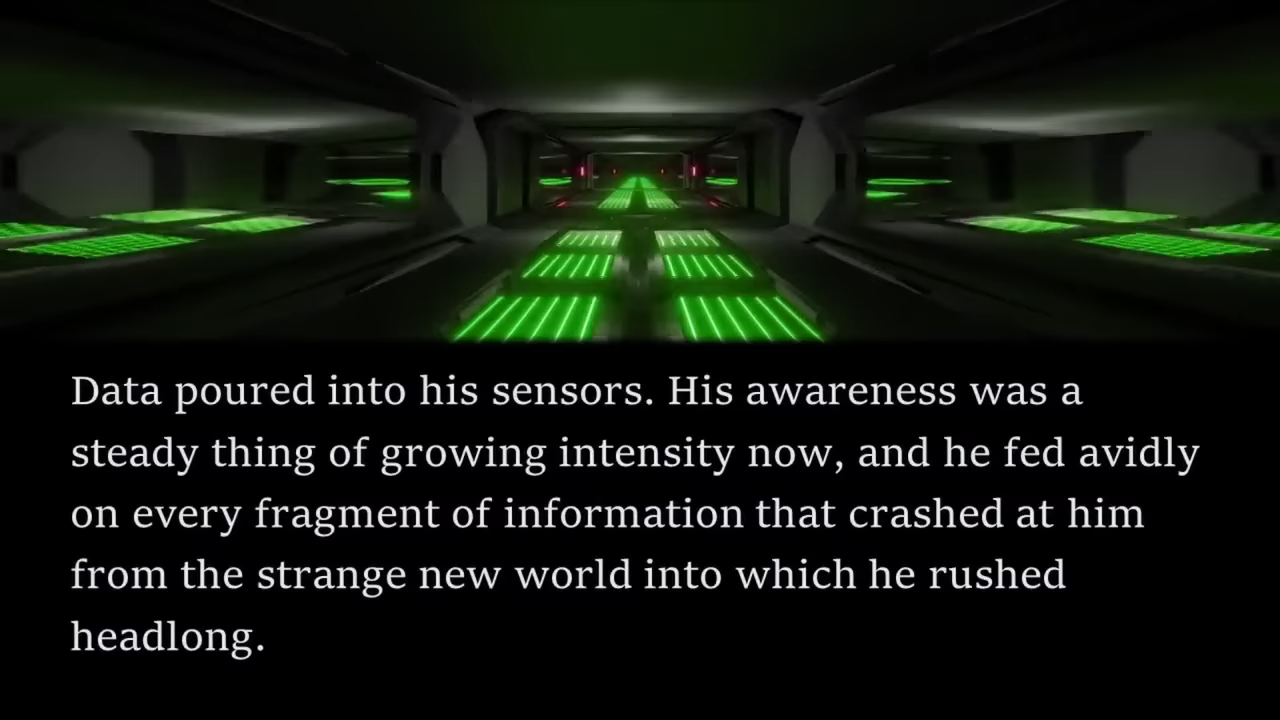 Data poured into his sensors. His awareness was a
steady thing of growing intensity now, and he fed avidly
on every fragment of information that crashed at him
from the strange new world into which he rushed
headlong.